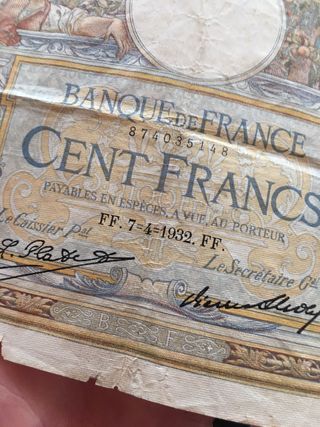 BANQUE DE FRANCE
874035148
CENT FRANCS
PAYABLES EN ESPÈCES, A VUE, AU PORTEUR
FF. 7=4=1932. FF.
Le Caissier Pal
Le Secrétaire Gal
B F